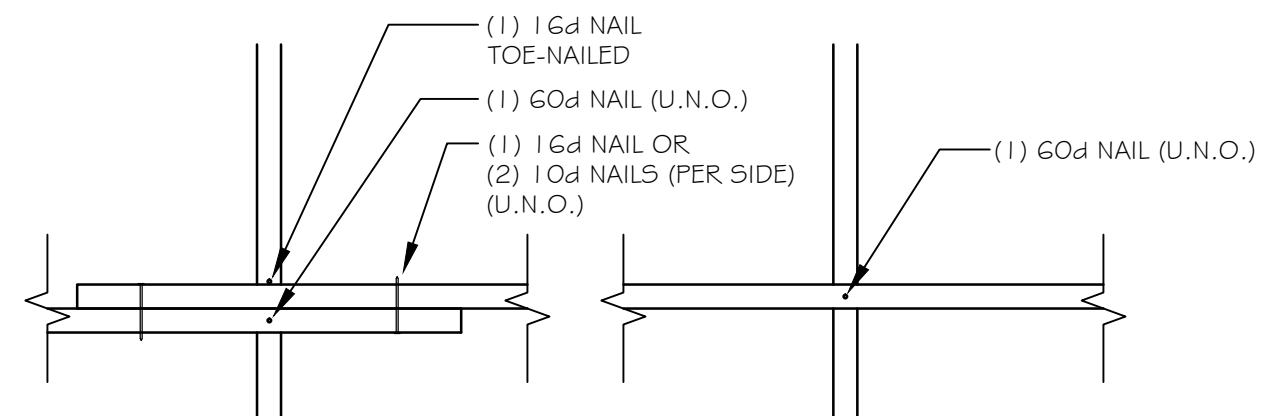 (1) 16d NAIL
TOE-NAILED
(1) 60d NAIL (U.N.O.)
(1) 16d NAIL OR
(2) 10d NAILS (PER SIDE)
(U.N.O.)
(1) 60d NAIL (U.N.O.)